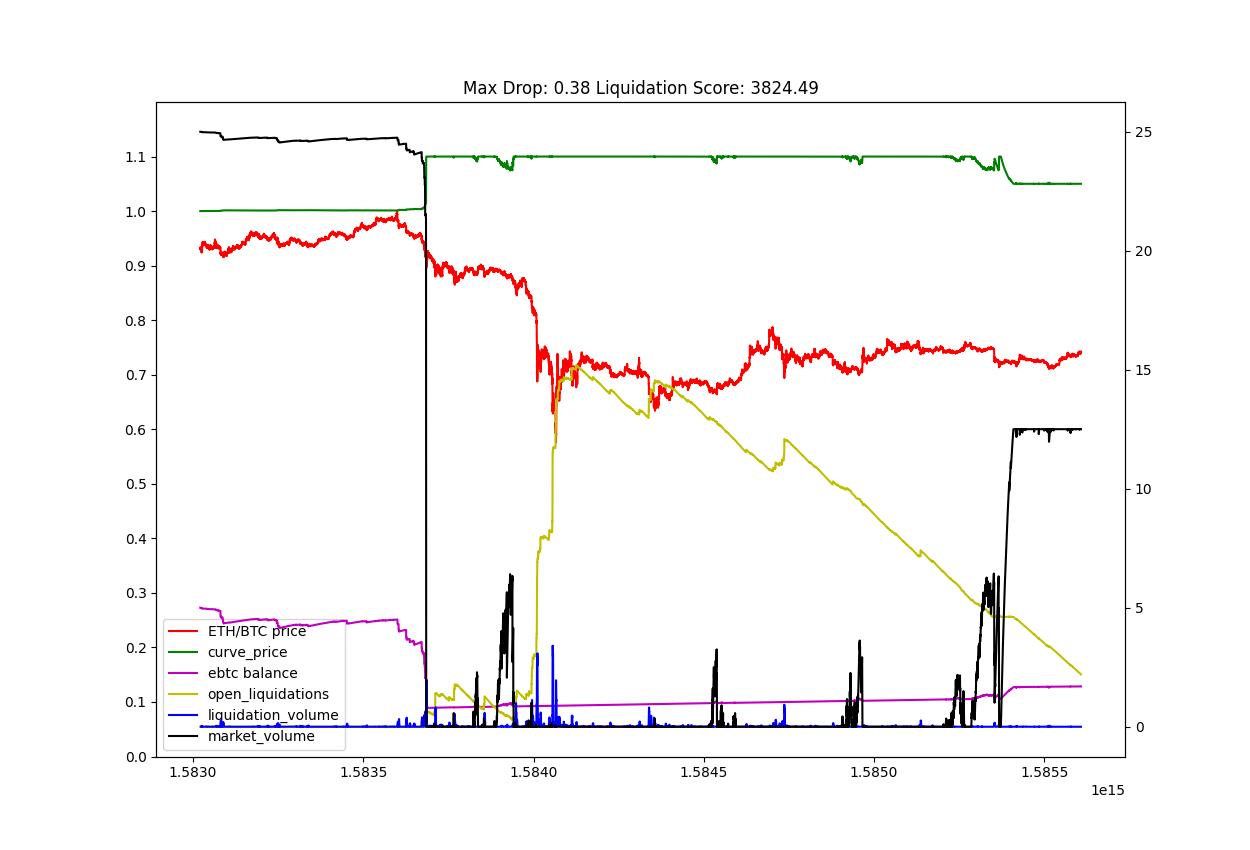 Max Drop: 0.38 Liquidation Score: 3824.49
1.1
1.0
0.9
0.8
0.7
0.6
0.5
0.4
0.3
0.2
0.1
0.0
25
20
15
10
5
0
ETH/BTC price
curve_price
ebtc balance
open_liquidations
liquidation_volume
market_volume
1.5830 1.5835 1.5840 1.5845 1.5850 1.5855
1e15